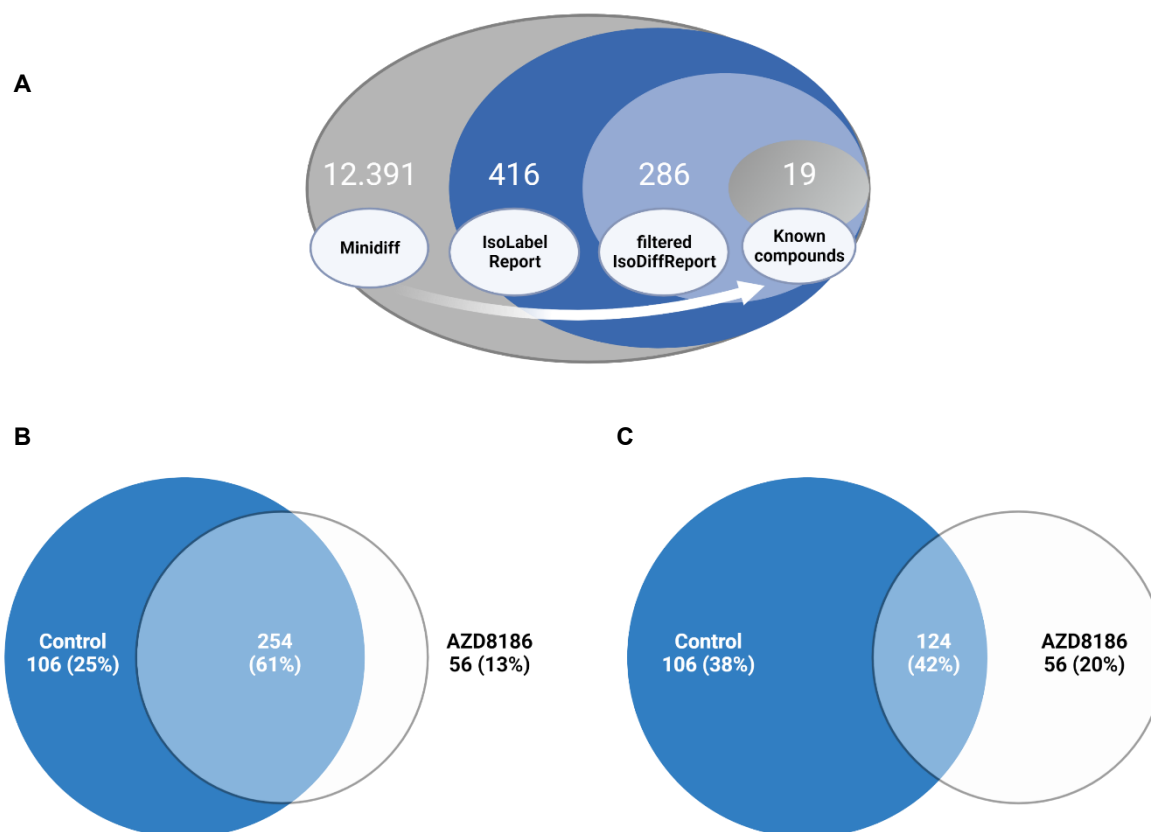 A
12.391
416
286
19
Minidiff
IsoLabel
Report
filtered
IsoDiffReport
Known
compounds
B
Control
106 (25%)
254
(61%)
AZD8186
56 (13%)
C
Control
106 (38%)
124
(42%)
AZD8186
56 (20%)